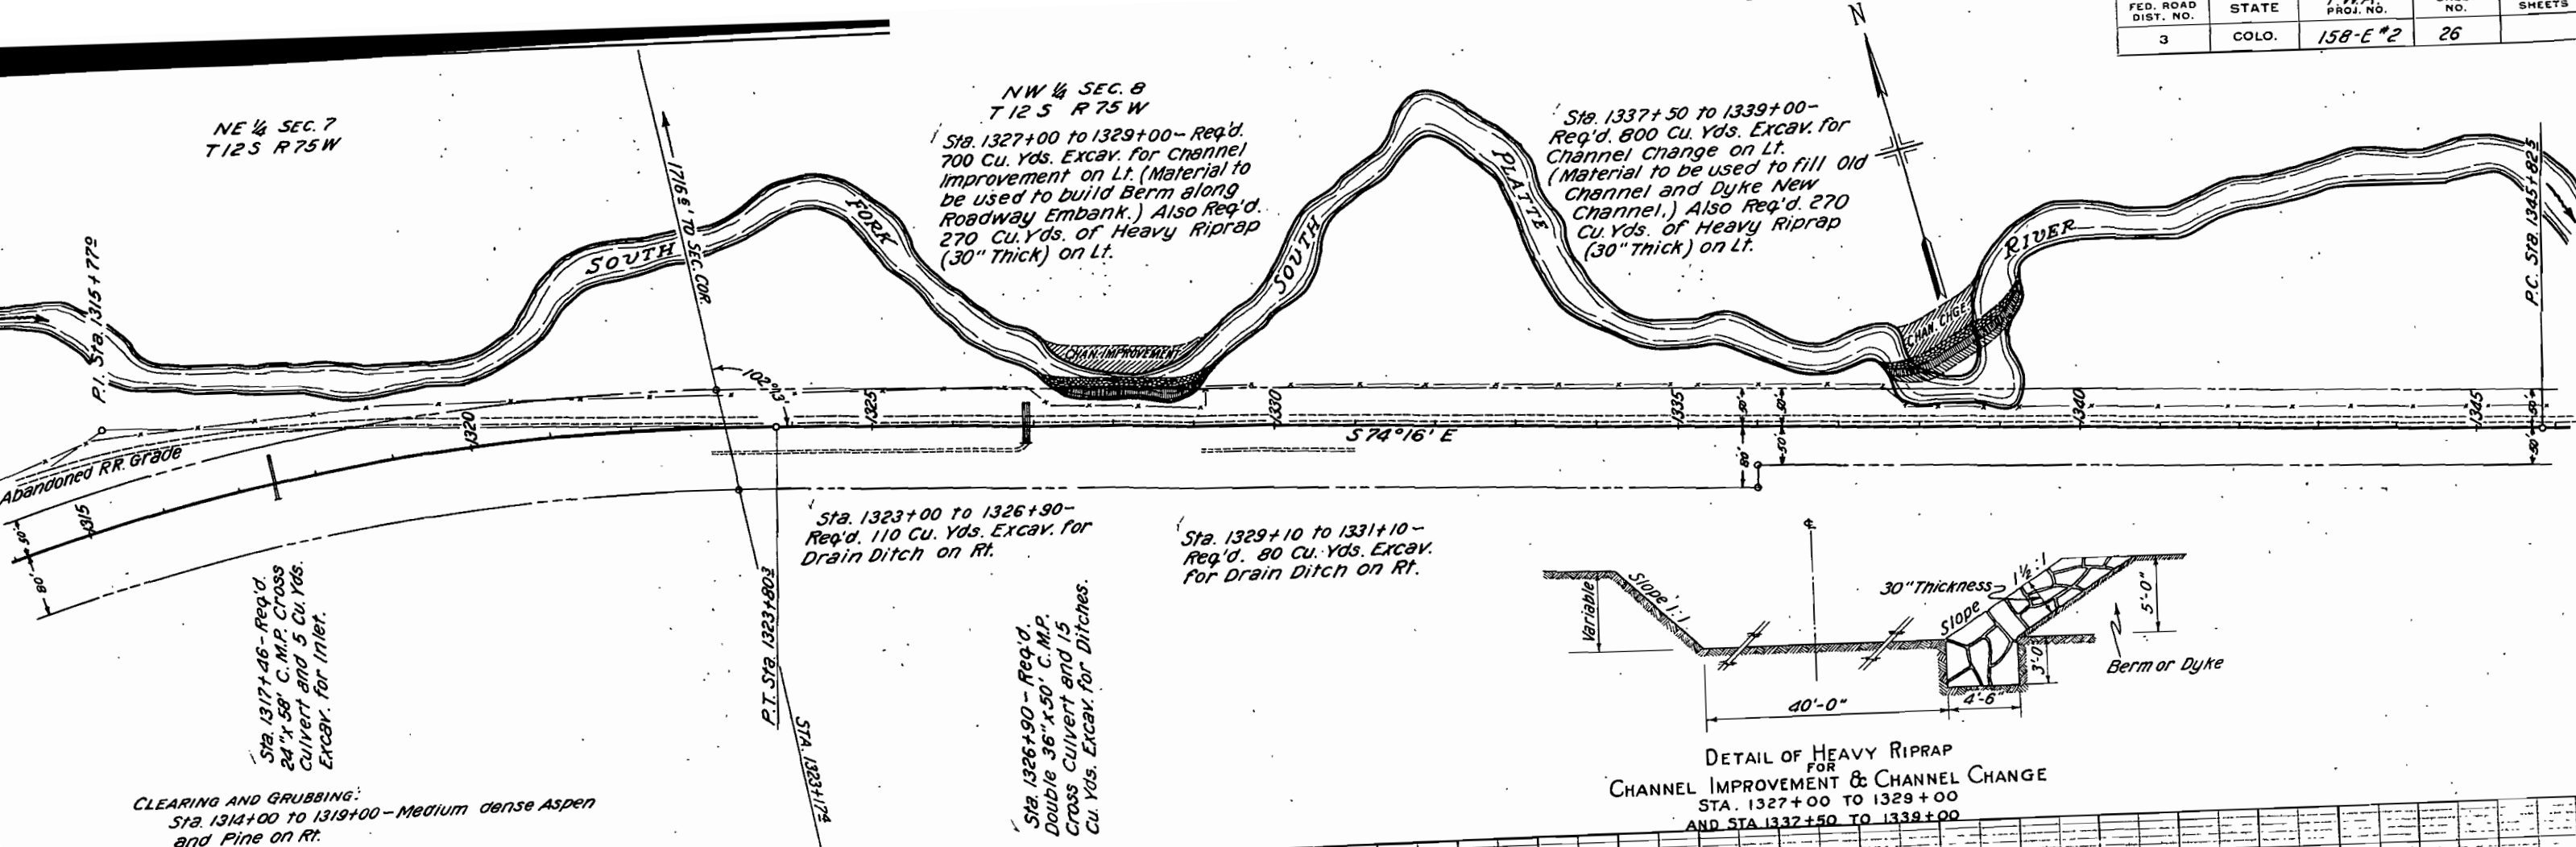 FED. ROAD DIST. NO.
STATE
PROJ. NO.
NO.
SHEETS
3
COLO.
158-E #2
26
N
NE ¼ SEC. 7
T 12 S R 75 W
NW ¼ SEC. 8
T 12 S R 75 W
Sta. 1327+00 to 1329+00 - Req'd.
700 Cu. Yds. Excav. for Channel
Improvement on Lt. (Material to
be used to build Berm along
Roadway Embank.) Also Req'd.
270 Cu. Yds. of Heavy Riprap
(30" Thick) on Lt.
Sta. 1337+50 to 1339+00-
Req'd. 800 Cu. Yds. Excav. for
Channel Change on Lt.
(Material to be used to fill Old
Channel and Dyke New
Channel.) Also Req'd. 270
Cu. Yds. of Heavy Riprap
(30" Thick) on Lt.
P.I. Sta. 1315+77⁰
1716⁶' TO SEC. COR.
SOUTH
FORK
SOUTH
PLATTE
RIVER
CHAN. IMPROVEMENT
CHAN. CHGE.
P.C. Sta. 1345+82⁵
102°13'
Abandoned RR. Grade
1315
1320
1325
1330
1335
1340
1345
S 74°16' E
50'
80'
50'
80'
50'
50'
50'
50'
Sta. 1323+00 to 1326+90-
Req'd. 110 Cu. Yds. Excav. for
Drain Ditch on Rt.
Sta. 1329+10 to 1331+10-
Req'd. 80 Cu. Yds. Excav.
for Drain Ditch on Rt.
Sta. 1317+46 - Req'd.
24" x 58' C.M.P. Cross
Culvert and 5 Cu. Yds.
Excav. for Inlet.
P.T. Sta. 1323+80³
STA. 1323+17⁴
Sta. 1326+90 - Req'd.
Double 36" x 50' C.M.P.
Cross Culvert and 15
Cu. Yds. Excav. for Ditches.
CLEARING AND GRUBBING:
Sta. 1314+00 to 1319+00 - Medium dense Aspen
and Pine on Rt.
Variable
Slope 1:1
℄
30" Thickness
Slope
1½:1
5'-0"
3'-0"
Berm or Dyke
40'-0"
4'-6"
DETAIL OF HEAVY RIPRAP
FOR
CHANNEL IMPROVEMENT & CHANNEL CHANGE
STA. 1327+00 TO 1329+00
AND STA. 1337+50 TO 1339+00